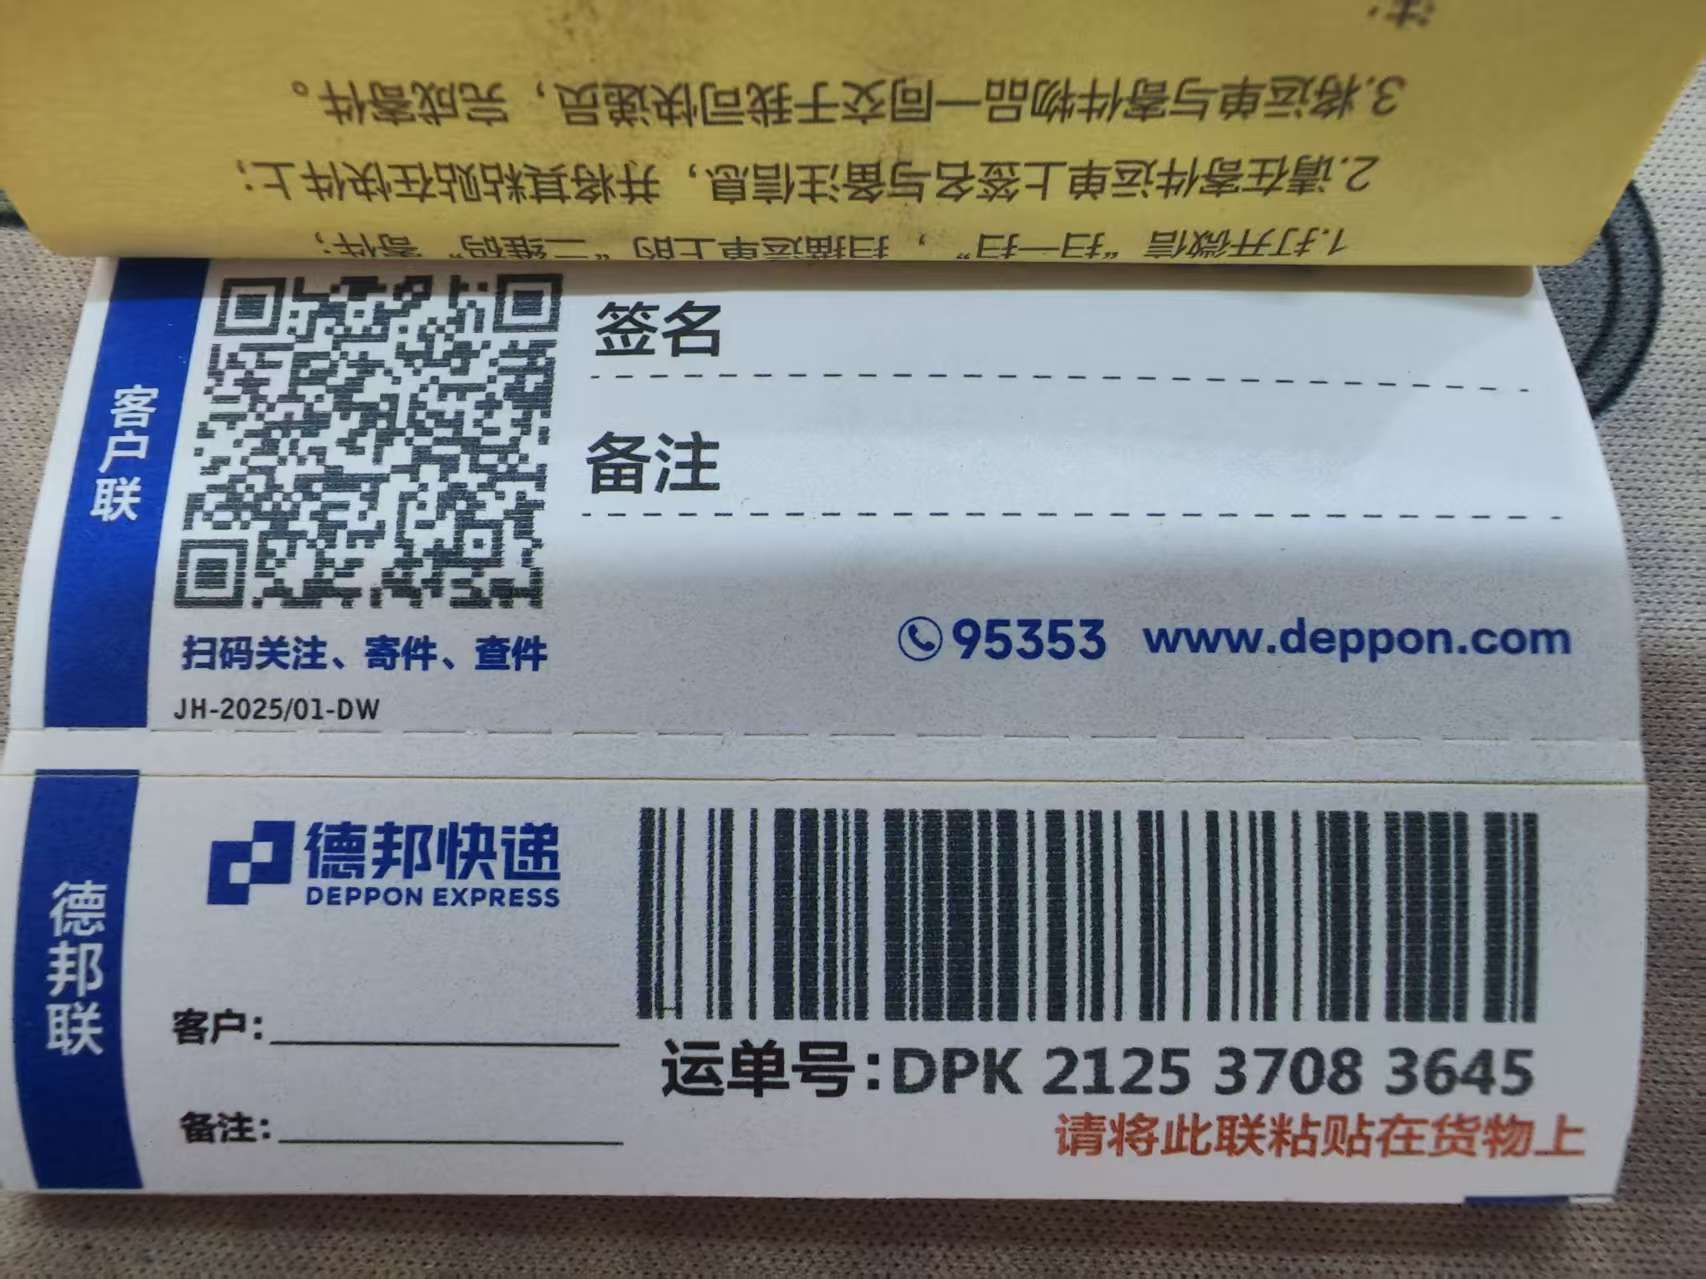 注:
3.将运单与寄件物品一同交于我司快递员，完成寄件。
2.请在寄件运单上签名与备注信息，并将其粘贴在快件上；
1.打开微信“扫一扫”，扫描运单上的“二维码”寄件；
客户联
签名
备注
95353 www.deppon.com
扫码关注、寄件、查件
JH-2025/01-DW
德邦联
德邦快递
DEPPON EXPRESS
客户:
备注:
运单号:DPK 2125 3708 3645
请将此联粘贴在货物上